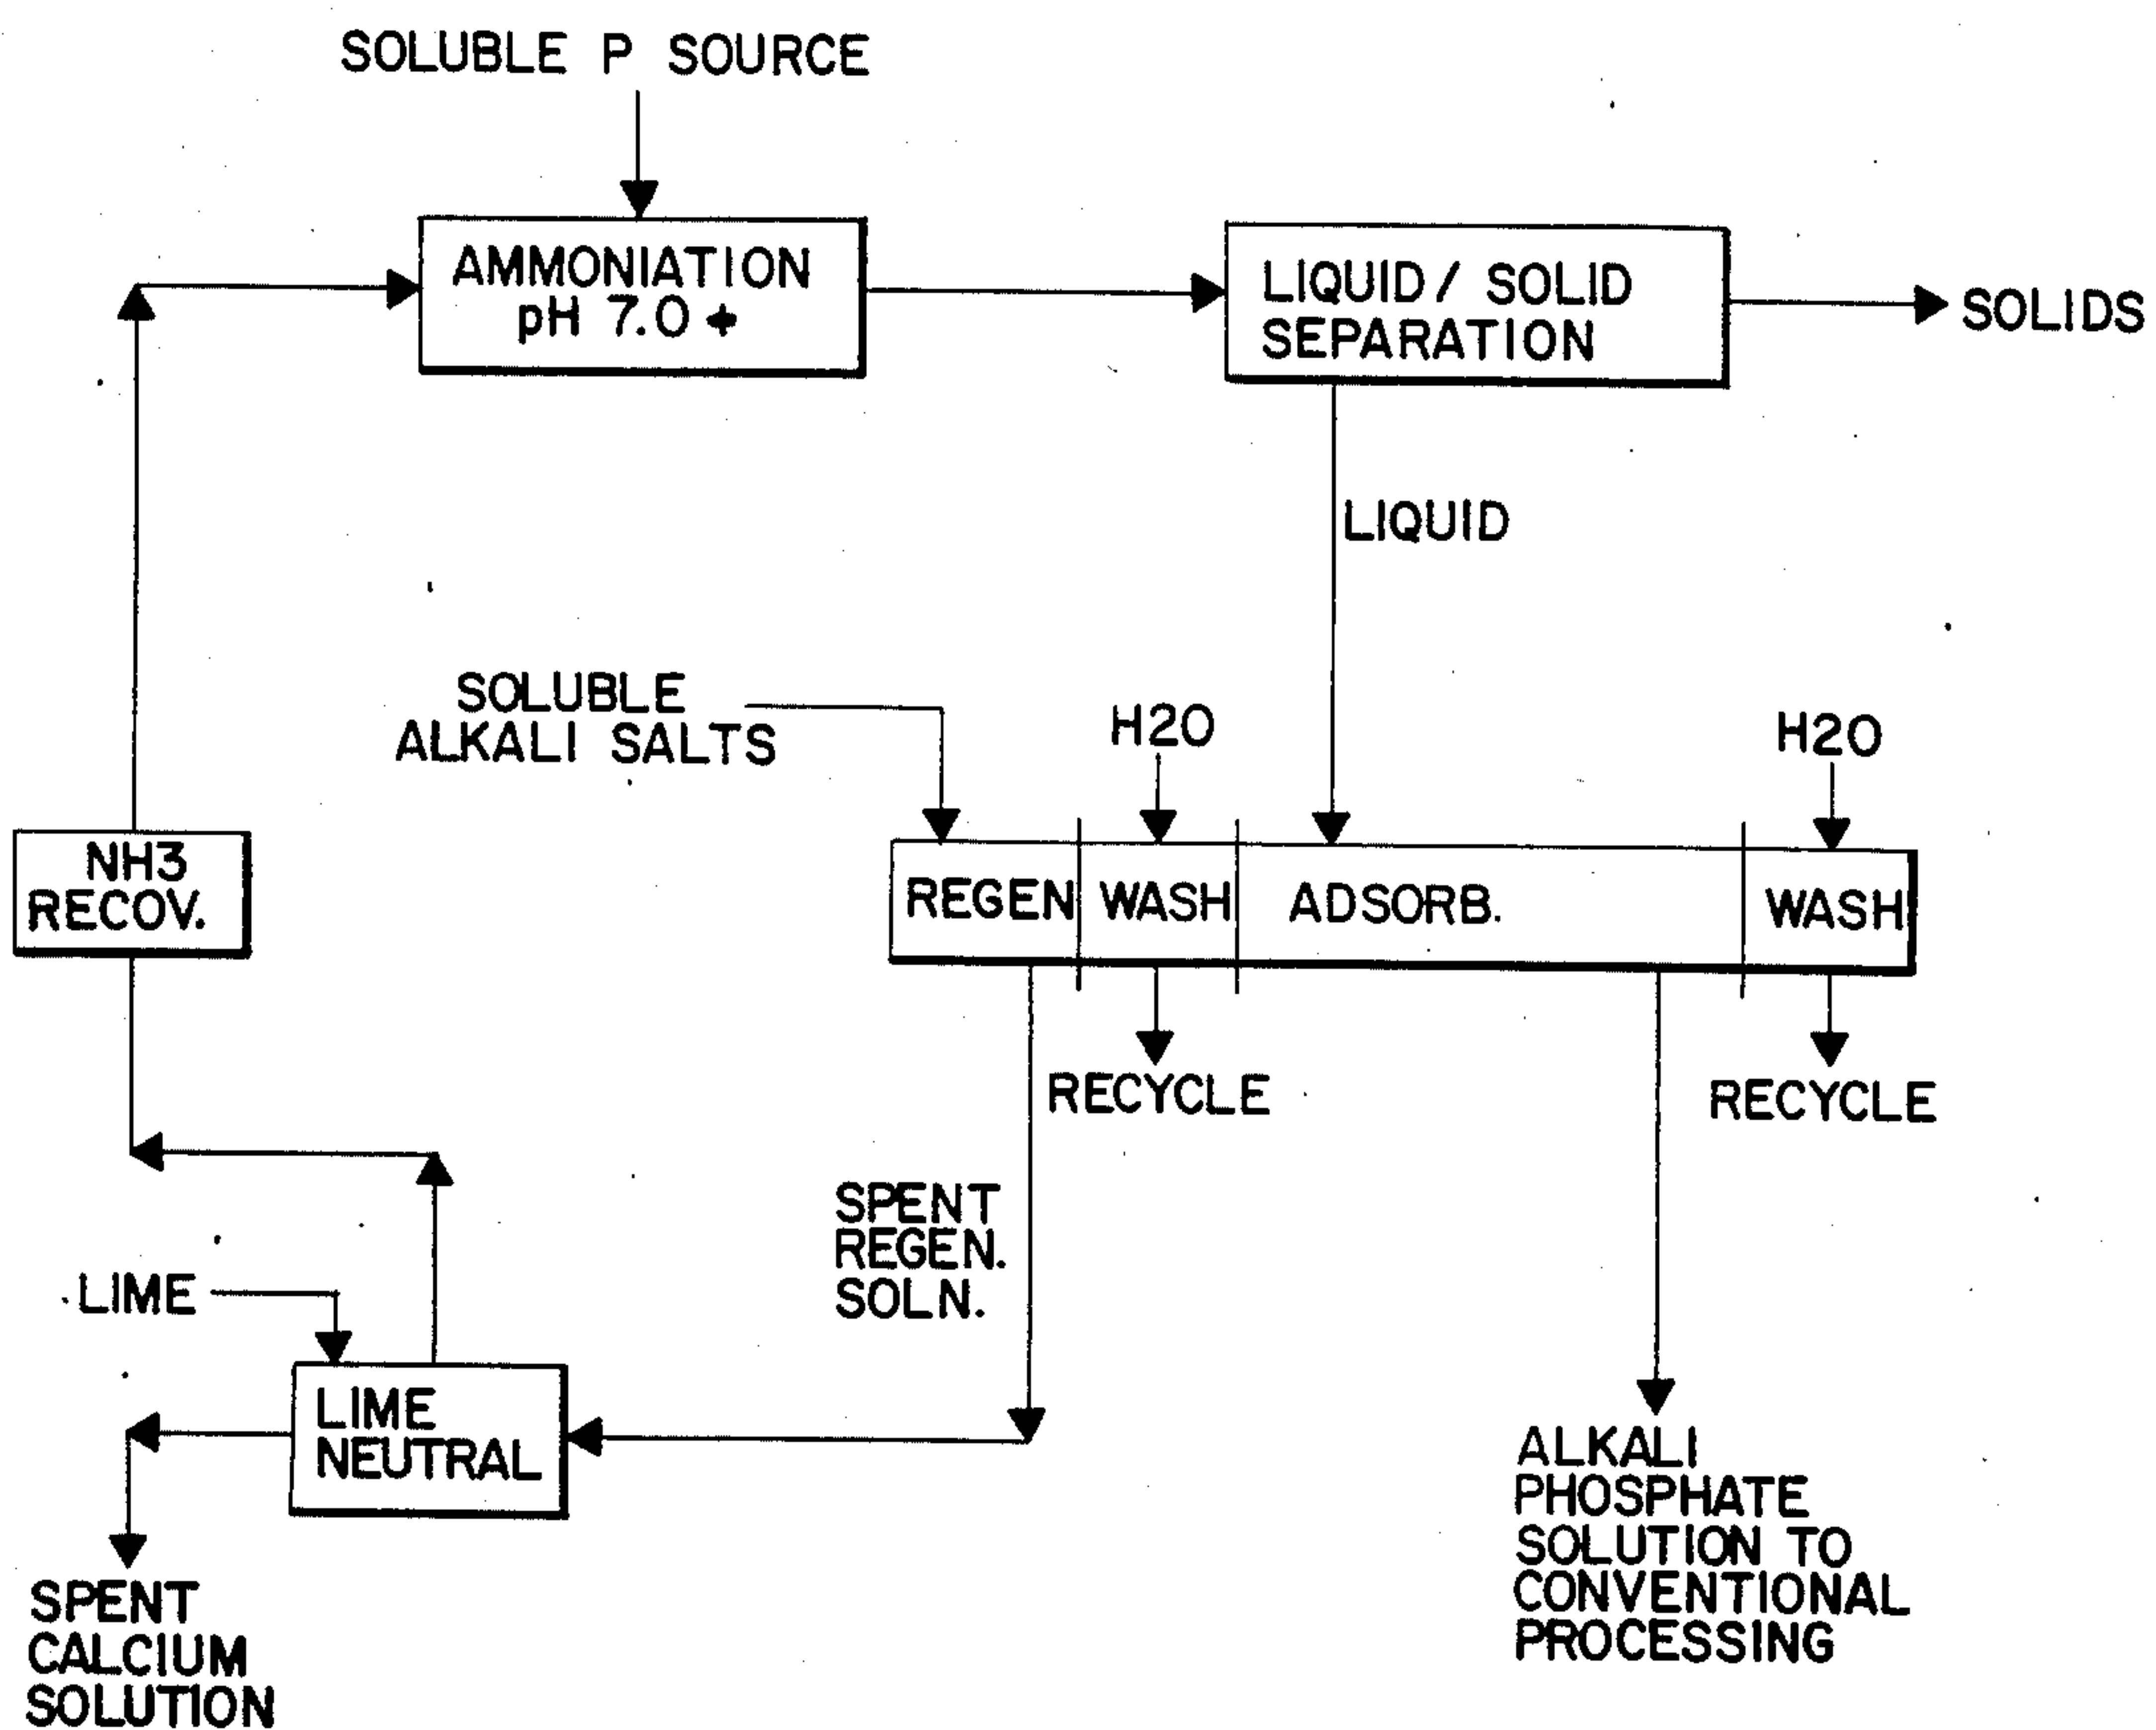 SOLUBLE P SOURCE
AMMONIATION
pH 7.0 +
LIQUID / SOLID
SEPARATION
SOLIDS
LIQUID
SOLUBLE
ALKALI SALTS
H2O
H2O
NH3
RECOV.
REGEN
WASH
ADSORB.
WASH
RECYCLE
RECYCLE
SPENT
REGEN.
SOLN.
LIME
LIME
NEUTRAL
SPENT
CALCIUM
SOLUTION
ALKALI
PHOSPHATE
SOLUTION TO
CONVENTIONAL
PROCESSING